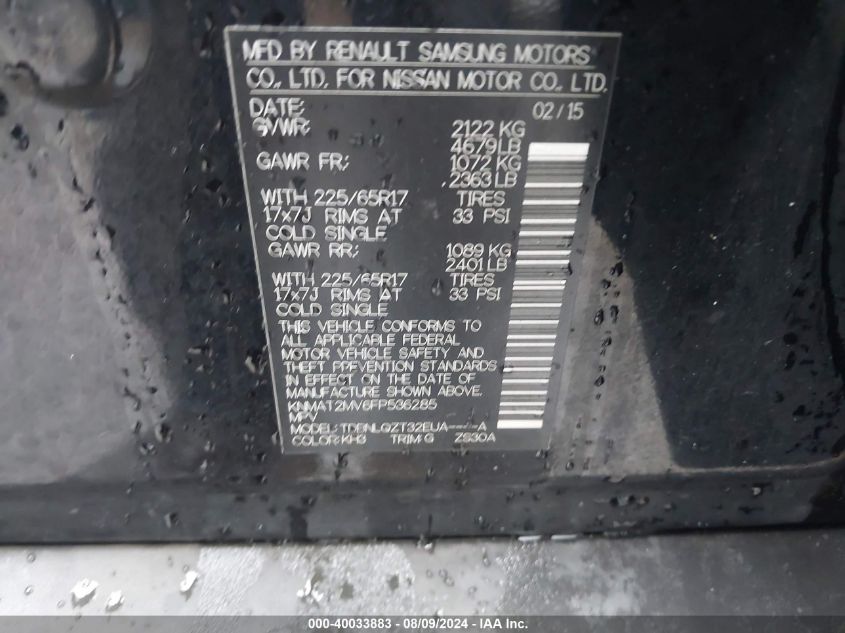 MFD BY RENAULT SAMSUNG MOTORS
CO., LTD. FOR NISSAN MOTOR CO., LTD.
DATE: 02/15
GVWR: 2122 KG
4679 LB
GAWR FR: 1072 KG
2363 LB
WITH 225/65R17 TIRES
17x7J RIMS AT 33 PSI
COLD SINGLE
GAWR RR: 1089 KG
2401 LB
WITH 225/65R17 TIRES
17x7J RIMS AT 33 PSI
COLD SINGLE
THIS VEHICLE CONFORMS TO
ALL APPLICABLE FEDERAL
MOTOR VEHICLE SAFETY AND
THEFT PREVENTION STANDARDS
IN EFFECT ON THE DATE OF
MANUFACTURE SHOWN ABOVE.
KNMAT2MV6FP536285
MPV
MODEL: TDBNLQZT32EUA-----A
COLOR: KH3 TRIM: G ZS30A
000-40033883 - 08/09/2024 - IAA Inc.